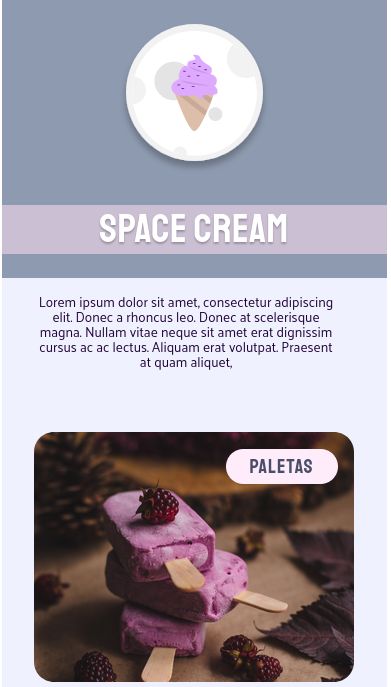 SPACE CREAM
Lorem ipsum dolor sit amet, consectetur adipiscing
elit. Donec a rhoncus leo. Donec at scelerisque
magna. Nullam vitae neque sit amet erat dignissim
cursus ac ac lectus. Aliquam erat volutpat. Praesent
at quam aliquet,
PALETAS